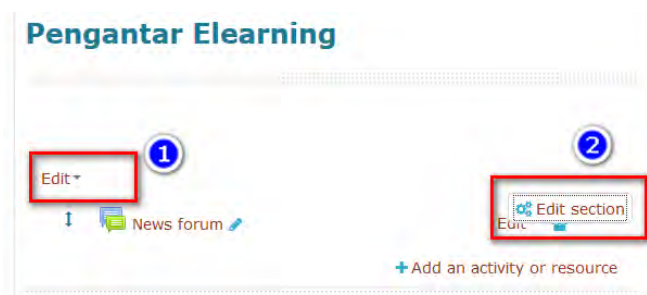 Pengantar Elearning
1
2
Edit
Edit section
News forum
Edit
+Add an activity or resource